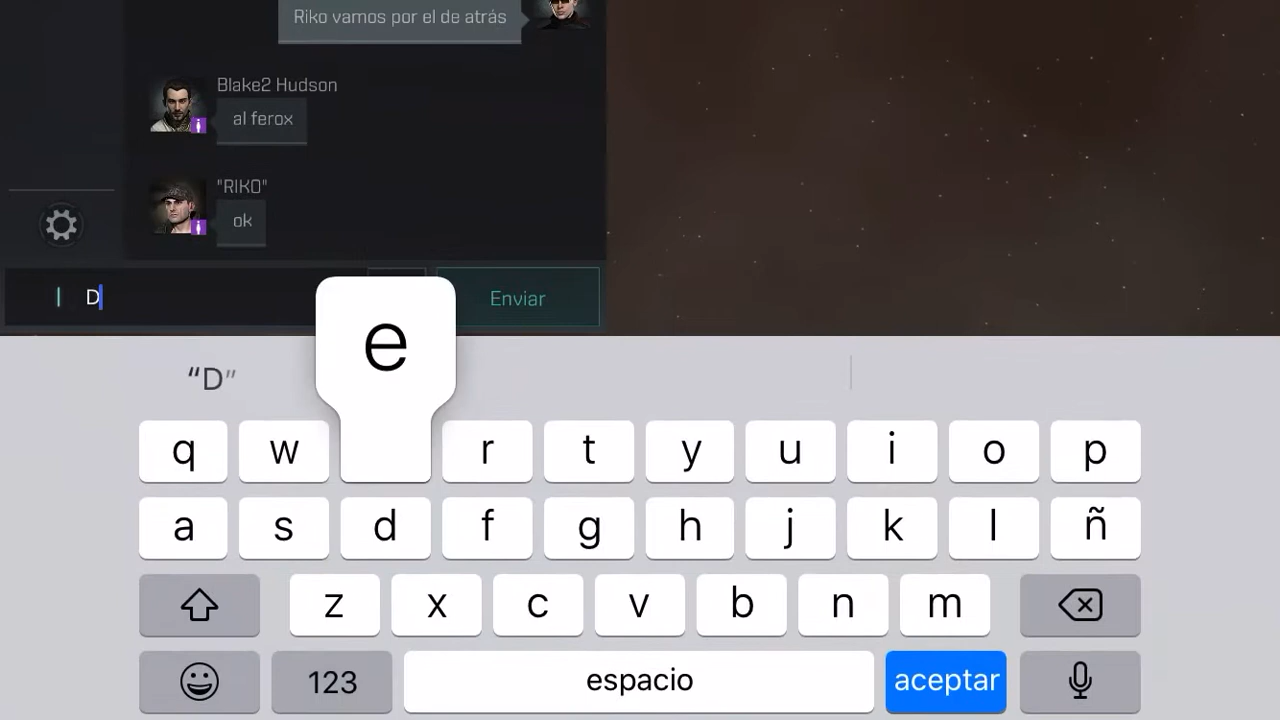 Riko vamos por el de atrás
Blake2 Hudson
al ferox
"RIKO"
ok
D
Enviar
e
“D”
q w r t y u i o p
a s d f g h j k l ñ
z x c v b n m
123 espacio aceptar